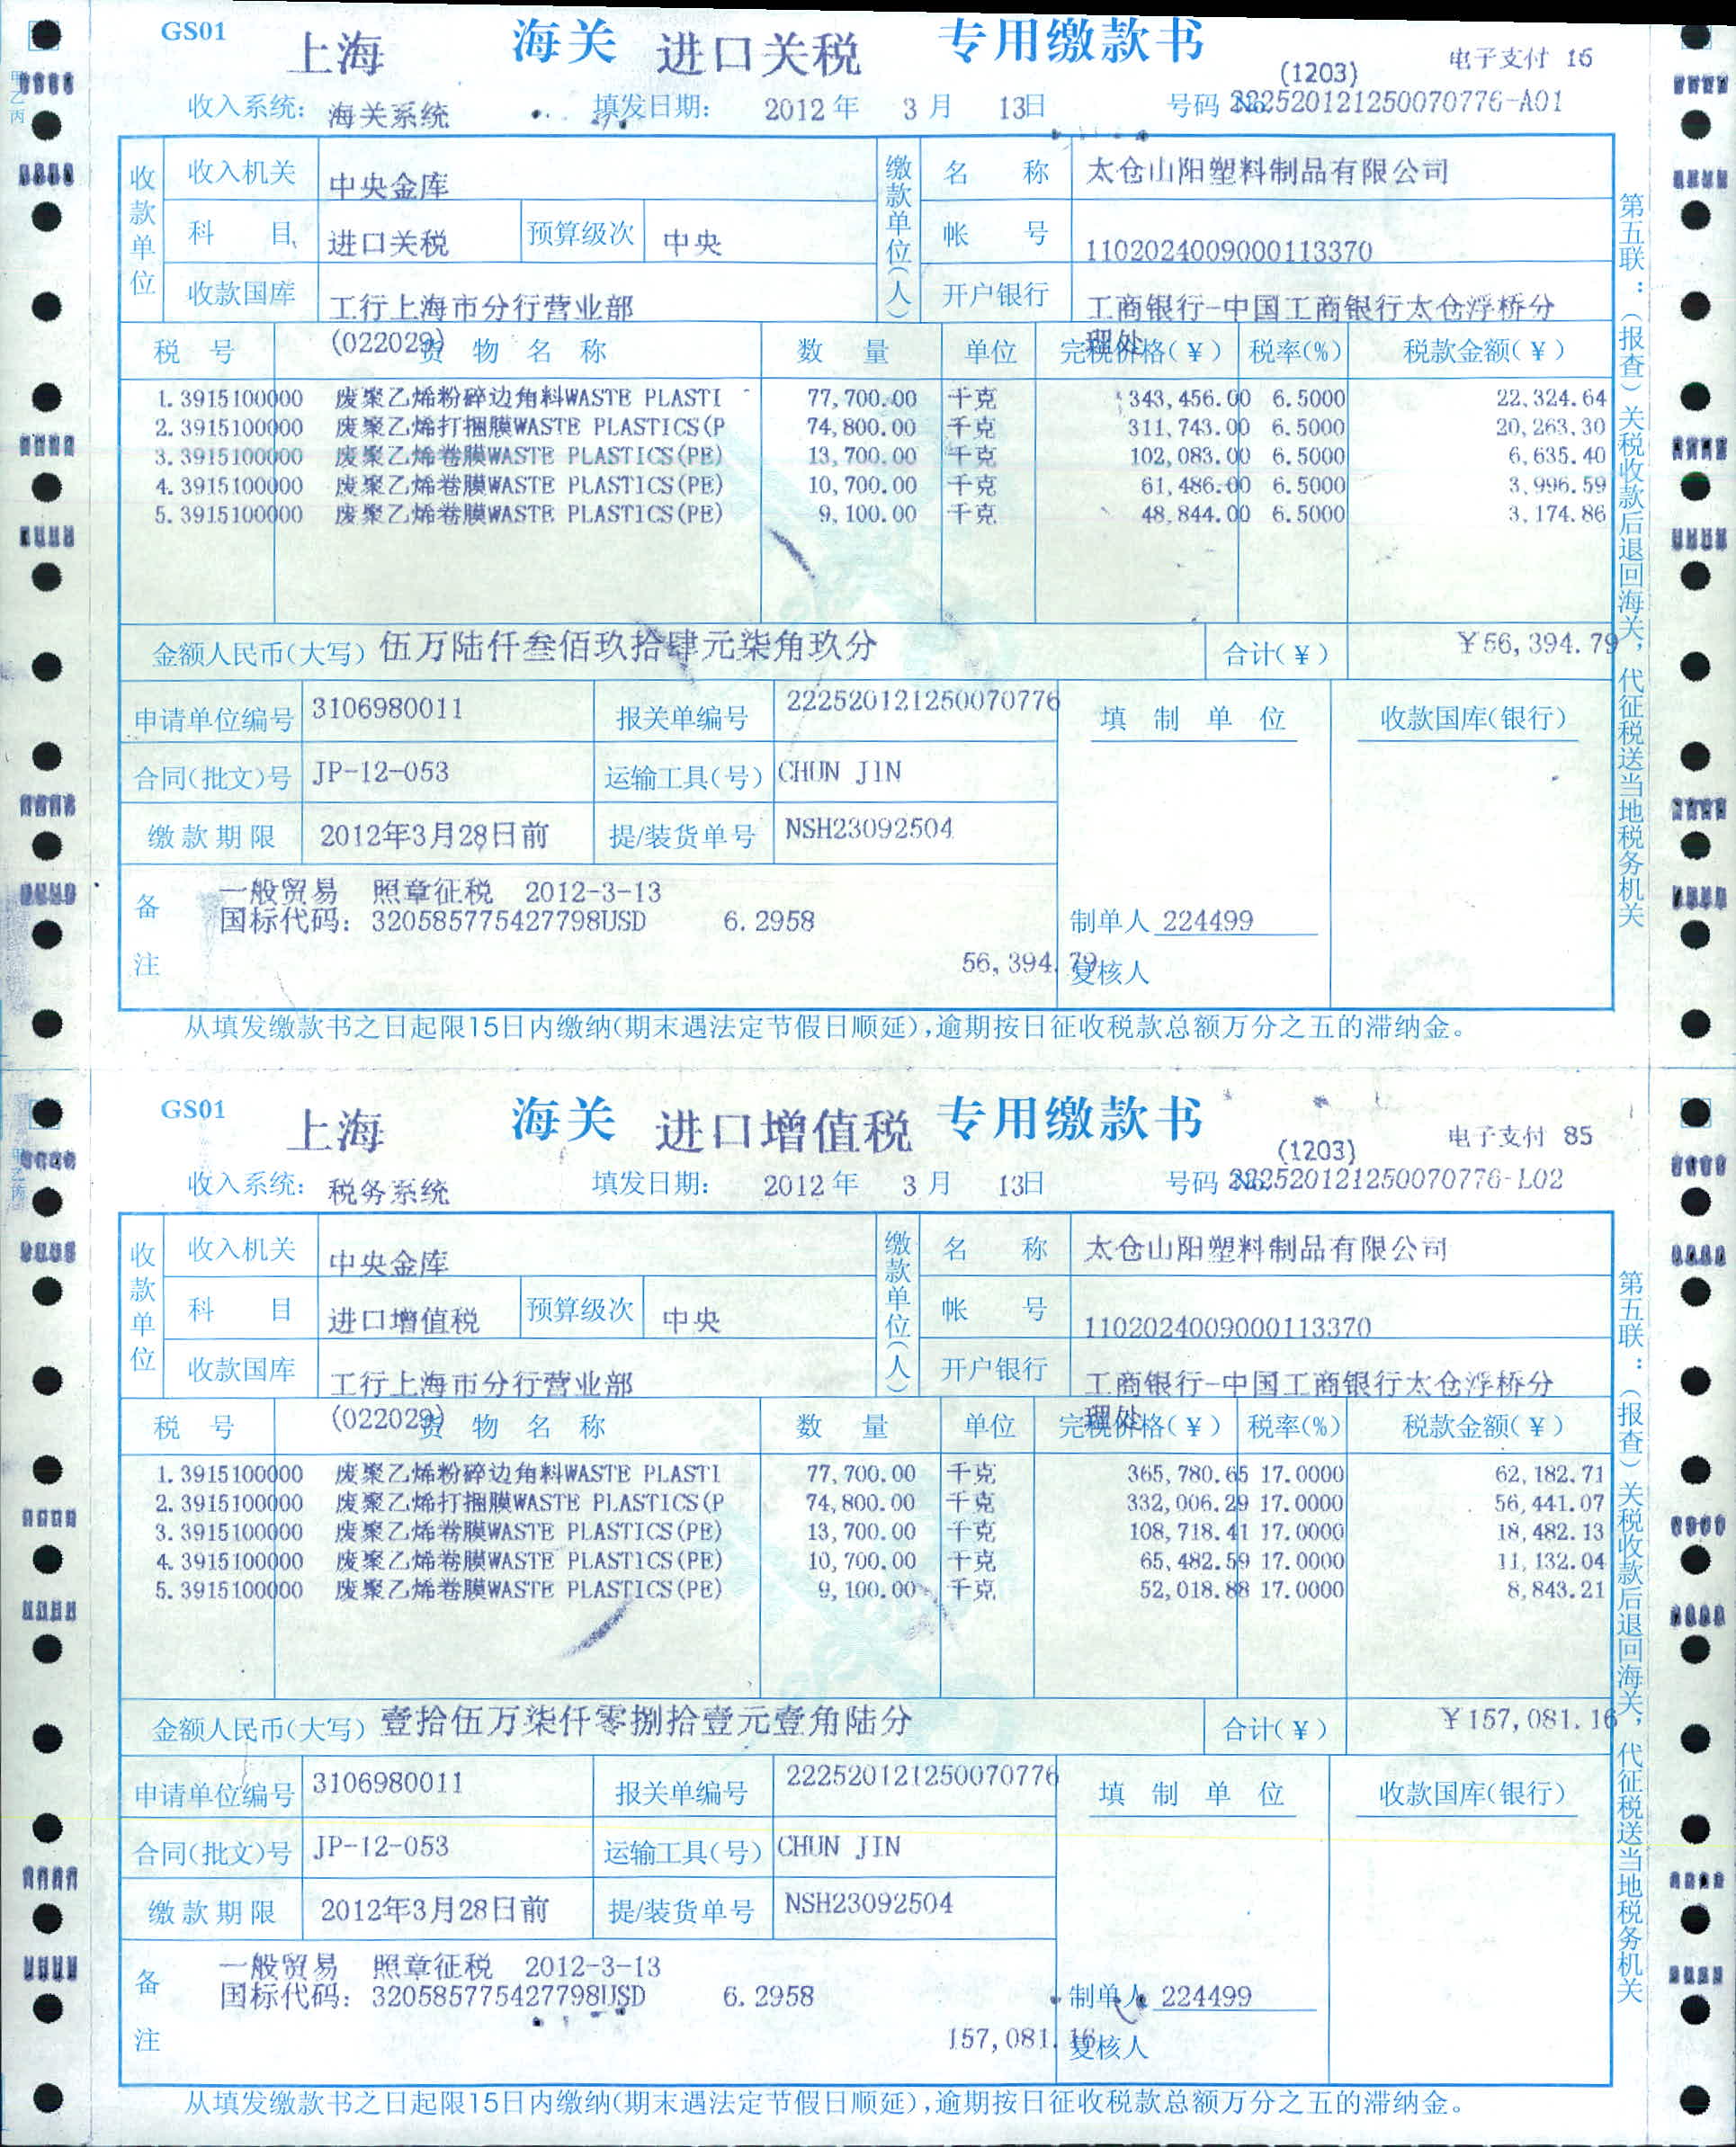 GS01 上海 海关 进口关税 专用缴款书 电子支付 16
(1203)
收入系统: 海关系统 填发日期: 2012 年 3 月 13日 号码 No. 222520121250070776-A01
收款单位 收入机关 中央金库 缴款单位(人) 名 称 太仓山阳塑料制品有限公司
科 目 进口关税 预算级次 中央 帐 号 1102024009000113370
收款国库 工行上海市分行营业部 开户银行 工商银行-中国工商银行太仓浮桥分
(022029) 理处
税 号 货 物 名 称 数 量 单位 完税价格(¥) 税率(%) 税款金额(¥)
1.3915100000 废聚乙烯粉碎边角料WASTE PLASTI 77,700.00 千克 343,456.00 6.5000 22,324.64
2.3915100000 废聚乙烯打捆膜WASTE PLASTICS(P 74,800.00 千克 311,743.00 6.5000 20,263.30
3.3915100000 废聚乙烯卷膜WASTE PLASTICS(PE) 13,700.00 千克 102,083.00 6.5000 6,635.40
4.3915100000 废聚乙烯卷膜WASTE PLASTICS(PE) 10,700.00 千克 61,486.00 6.5000 3,996.59
5.3915100000 废聚乙烯卷膜WASTE PLASTICS(PE) 9,100.00 千克 48,844.00 6.5000 3,174.86
金额人民币(大写) 伍万陆仟叁佰玖拾肆元柒角玖分 合计(¥) ¥56,394.79
申请单位编号 3106980011 报关单编号 222520121250070776 填 制 单 位 收款国库(银行)
合同(批文)号 JP-12-053 运输工具(号) CHUN JIN
缴款期限 2012年3月28日前 提/装货单号 NSH23092504
备注 一般贸易 照章征税 2012-3-13
国标代码: 320585775427798USD 6.2958 制单人 224499
56,394.79 复核人
从填发缴款书之日起限15日内缴纳(期末遇法定节假日顺延),逾期按日征收税款总额万分之五的滞纳金。
第五联:(报查)关税收款后退回海关,代征税送当地税务机关
GS01 上海 海关 进口增值税 专用缴款书 电子支付 85
(1203)
收入系统: 税务系统 填发日期: 2012 年 3 月 13日 号码 No. 222520121250070776-L02
收款单位 收入机关 中央金库 缴款单位(人) 名 称 太仓山阳塑料制品有限公司
科 目 进口增值税 预算级次 中央 帐 号 1102024009000113370
收款国库 工行上海市分行营业部 开户银行 工商银行-中国工商银行太仓浮桥分
(022029) 理处
税 号 货 物 名 称 数 量 单位 完税价格(¥) 税率(%) 税款金额(¥)
1.3915100000 废聚乙烯粉碎边角料WASTE PLASTI 77,700.00 千克 365,780.65 17.0000 62,182.71
2.3915100000 废聚乙烯打捆膜WASTE PLASTICS(P 74,800.00 千克 332,006.29 17.0000 56,441.07
3.3915100000 废聚乙烯卷膜WASTE PLASTICS(PE) 13,700.00 千克 108,718.41 17.0000 18,482.13
4.3915100000 废聚乙烯卷膜WASTE PLASTICS(PE) 10,700.00 千克 65,482.59 17.0000 11,132.04
5.3915100000 废聚乙烯卷膜WASTE PLASTICS(PE) 9,100.00 千克 52,018.88 17.0000 8,843.21
金额人民币(大写) 壹拾伍万柒仟零捌拾壹元壹角陆分 合计(¥) ¥157,081.16
申请单位编号 3106980011 报关单编号 222520121250070776 填 制 单 位 收款国库(银行)
合同(批文)号 JP-12-053 运输工具(号) CHUN JIN
缴款期限 2012年3月28日前 提/装货单号 NSH23092504
备注 一般贸易 照章征税 2012-3-13
国标代码: 320585775427798USD 6.2958 制单人 224499
157,081.16 复核人
从填发缴款书之日起限15日内缴纳(期末遇法定节假日顺延),逾期按日征收税款总额万分之五的滞纳金。
第五联:(报查)关税收款后退回海关,代征税送当地税务机关